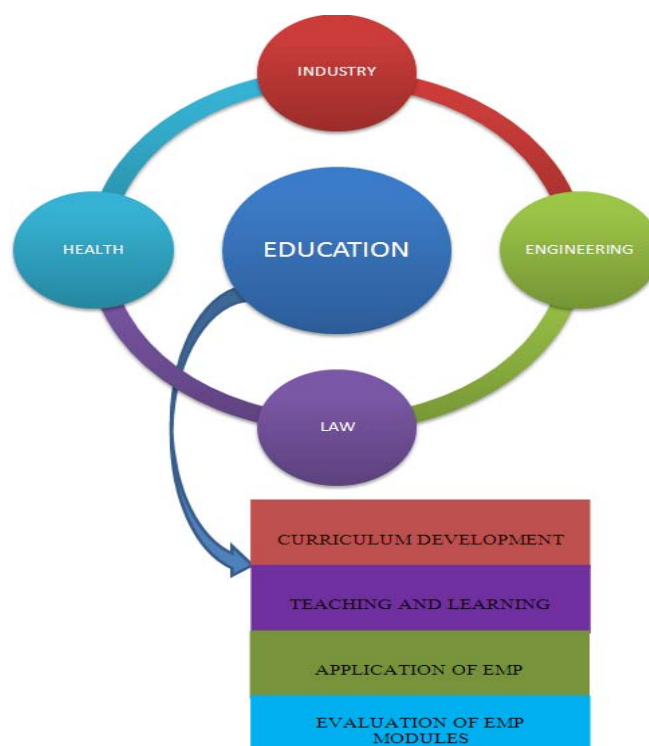 INDUSTRY
HEALTH
EDUCATION
ENGINEERING
LAW
CURRICULUM DEVELOPMENT
TEACHING AND LEARNING
APPLICATION OF EMP
EVALUATION OF EMP
MODULES